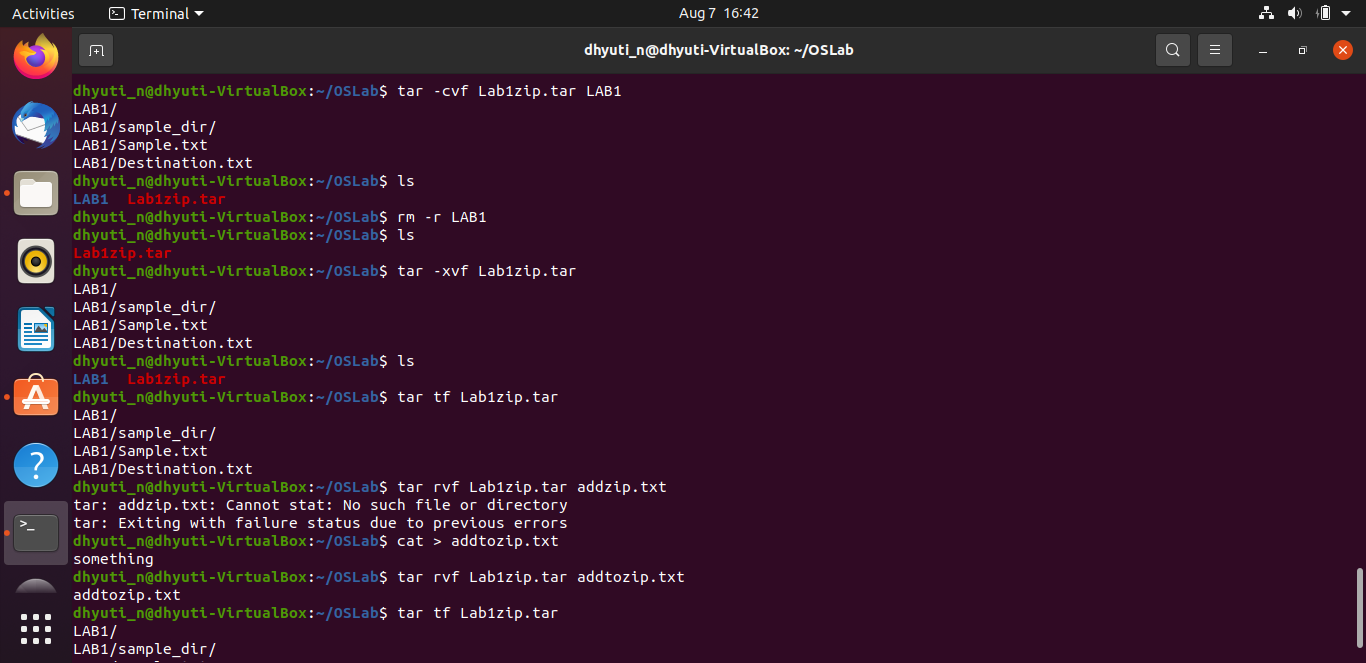 Activities Terminal Aug 7 16:42
dhyuti_n@dhyuti-VirtualBox: ~/OSLab
dhyuti_n@dhyuti-VirtualBox:~/OSLab$ tar -cvf Lab1zip.tar LAB1
LAB1/
LAB1/sample_dir/
LAB1/Sample.txt
LAB1/Destination.txt
dhyuti_n@dhyuti-VirtualBox:~/OSLab$ ls
LAB1  Lab1zip.tar
dhyuti_n@dhyuti-VirtualBox:~/OSLab$ rm -r LAB1
dhyuti_n@dhyuti-VirtualBox:~/OSLab$ ls
Lab1zip.tar
dhyuti_n@dhyuti-VirtualBox:~/OSLab$ tar -xvf Lab1zip.tar
LAB1/
LAB1/sample_dir/
LAB1/Sample.txt
LAB1/Destination.txt
dhyuti_n@dhyuti-VirtualBox:~/OSLab$ ls
LAB1  Lab1zip.tar
dhyuti_n@dhyuti-VirtualBox:~/OSLab$ tar tf Lab1zip.tar
LAB1/
LAB1/sample_dir/
LAB1/Sample.txt
LAB1/Destination.txt
dhyuti_n@dhyuti-VirtualBox:~/OSLab$ tar rvf Lab1zip.tar addzip.txt
tar: addzip.txt: Cannot stat: No such file or directory
tar: Exiting with failure status due to previous errors
dhyuti_n@dhyuti-VirtualBox:~/OSLab$ cat > addtozip.txt
something
dhyuti_n@dhyuti-VirtualBox:~/OSLab$ tar rvf Lab1zip.tar addtozip.txt
addtozip.txt
dhyuti_n@dhyuti-VirtualBox:~/OSLab$ tar tf Lab1zip.tar
LAB1/
LAB1/sample_dir/